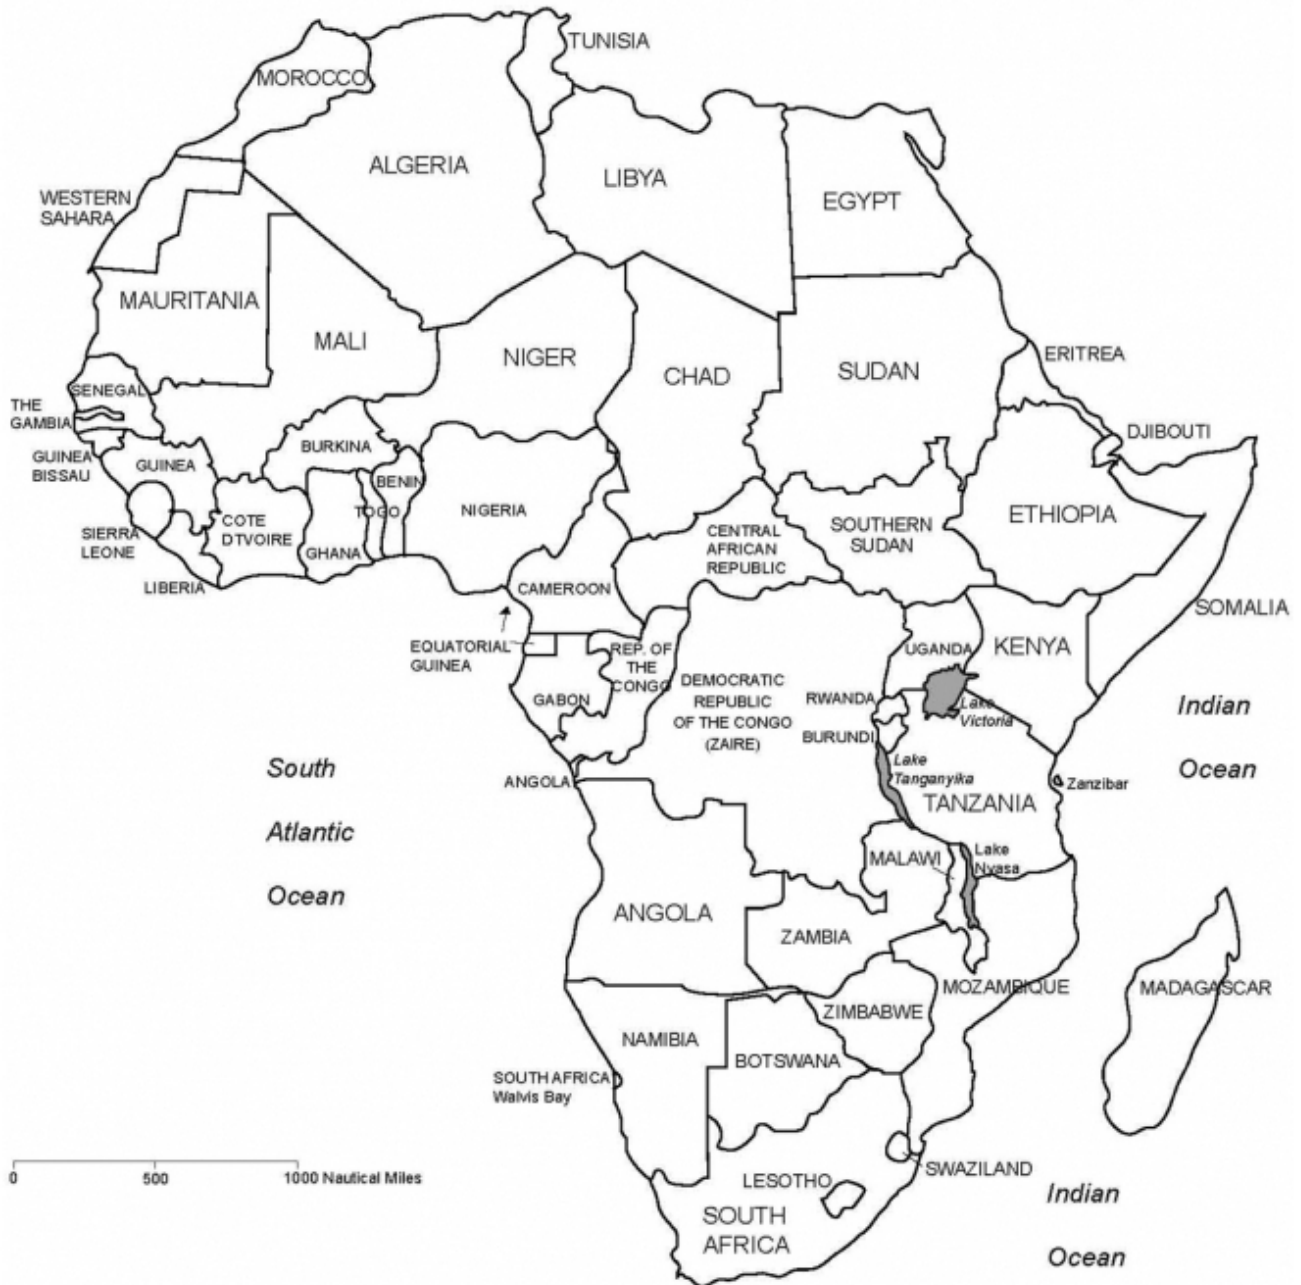 TUNISIA
MOROCCO
ALGERIA
LIBYA
EGYPT
WESTERN
SAHARA
MAURITANIA
MALI
NIGER
CHAD
SUDAN
ERITREA
SENEGAL
THE
GAMBIA
DJIBOUTI
GUINEA
BISSAU
GUINEA
BURKINA
BENIN
TOGO
NIGERIA
COTE
DTVOIRE
GHANA
SIERRA
LEONE
LIBERIA
CENTRAL
AFRICAN
REPUBLIC
SOUTHERN
SUDAN
ETHIOPIA
CAMEROON
SOMALIA
EQUATORIAL
GUINEA
REP. OF
THE
CONGO
GABON
UGANDA
KENYA
DEMOCRATIC
REPUBLIC
OF THE CONGO
(ZAIRE)
RWANDA
BURUNDI
Lake
Victoria
Indian
Ocean
Lake
Tanganyika
TANZANIA
Zanzibar
South
Atlantic
Ocean
ANGOLA
MALAWI
Lake
Nyasa
ANGOLA
ZAMBIA
MOZAMBIQUE
MADAGASCAR
ZIMBABWE
NAMIBIA
BOTSWANA
SOUTH AFRICA
Walvis Bay
0 500 1000 Nautical Miles
LESOTHO
SWAZILAND
SOUTH
AFRICA
Indian
Ocean